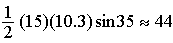 1/2 (15)(10.3) sin35 ≈ 44